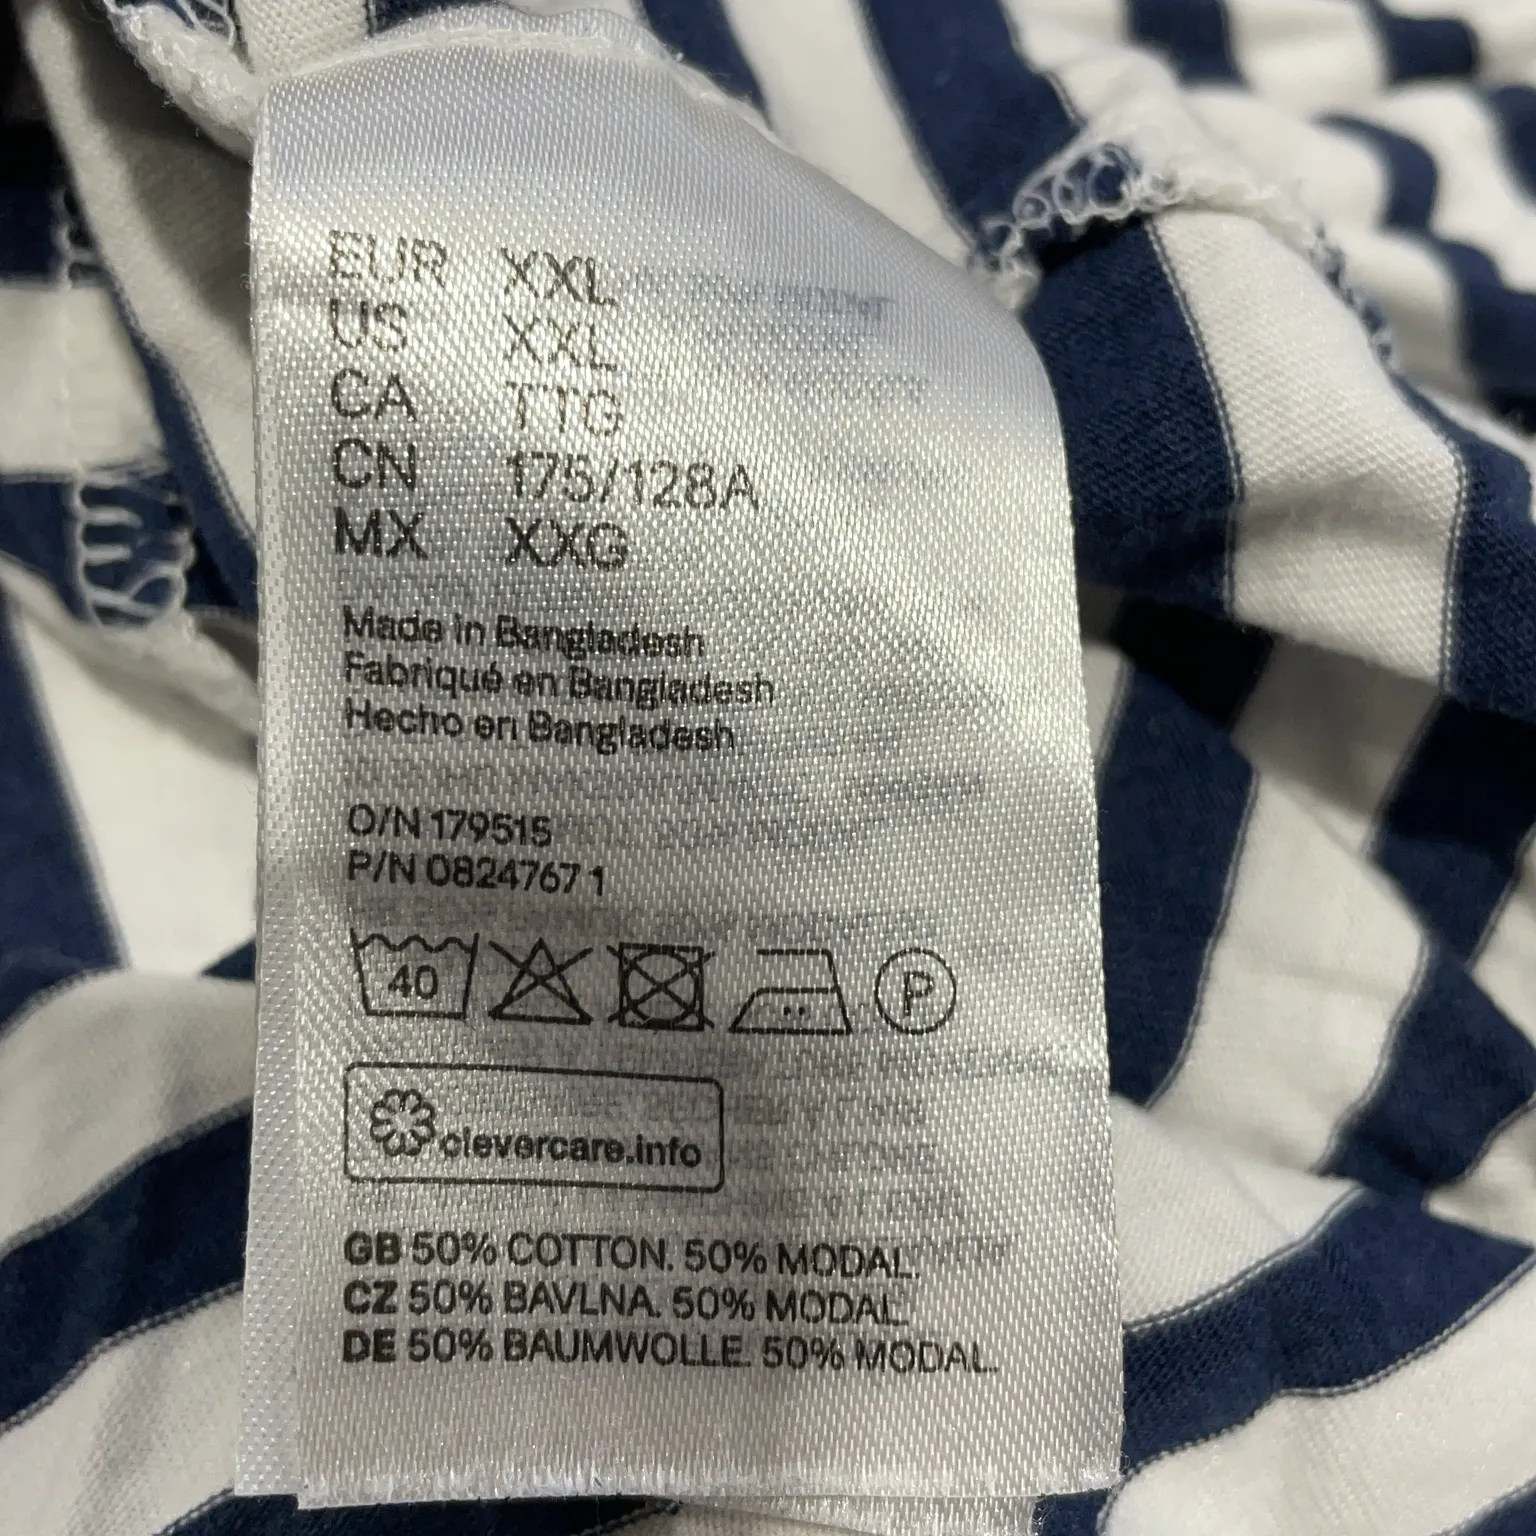 EUR XXL
US XXL
CA TTG
CN 175/128A
MX XXG
Made in Bangladesh
Fabriqué en Bangladesh
Hecho en Bangladesh
O/N 179515
P/N 0824767 1
40
P
clevercare.info
GB 50% COTTON. 50% MODAL.
CZ 50% BAVLNA. 50% MODAL.
DE 50% BAUMWOLLE. 50% MODAL.